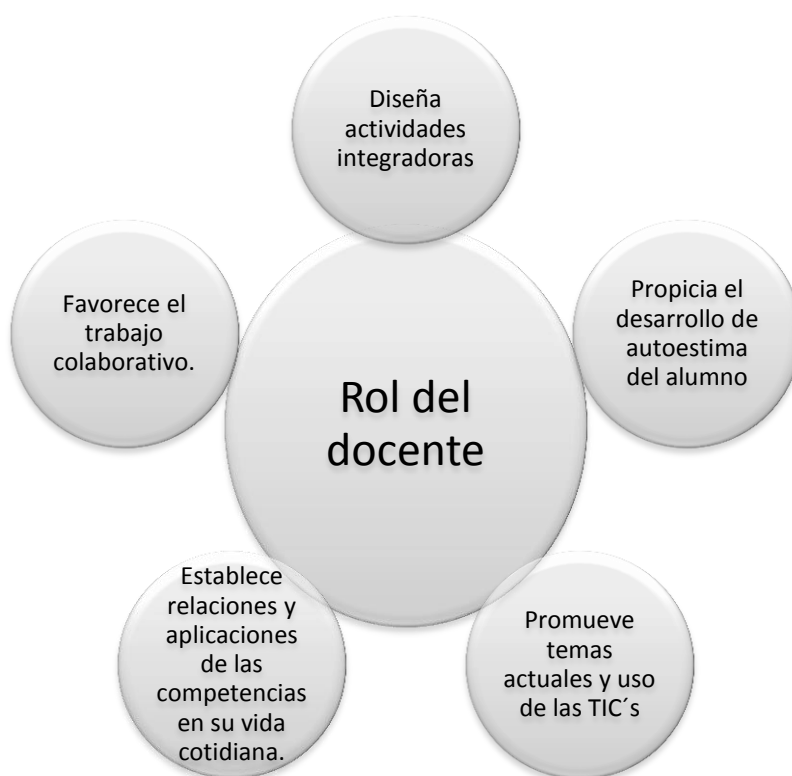 Diseña
actividades
integradoras
Favorece el
trabajo
colaborativo.
Propicia el
desarrollo de
autoestima
del alumno
Rol del
docente
Establece
relaciones y
aplicaciones
de las
competencias
en su vida
cotidiana.
Promueve
temas
actuales y uso
de las TIC´s